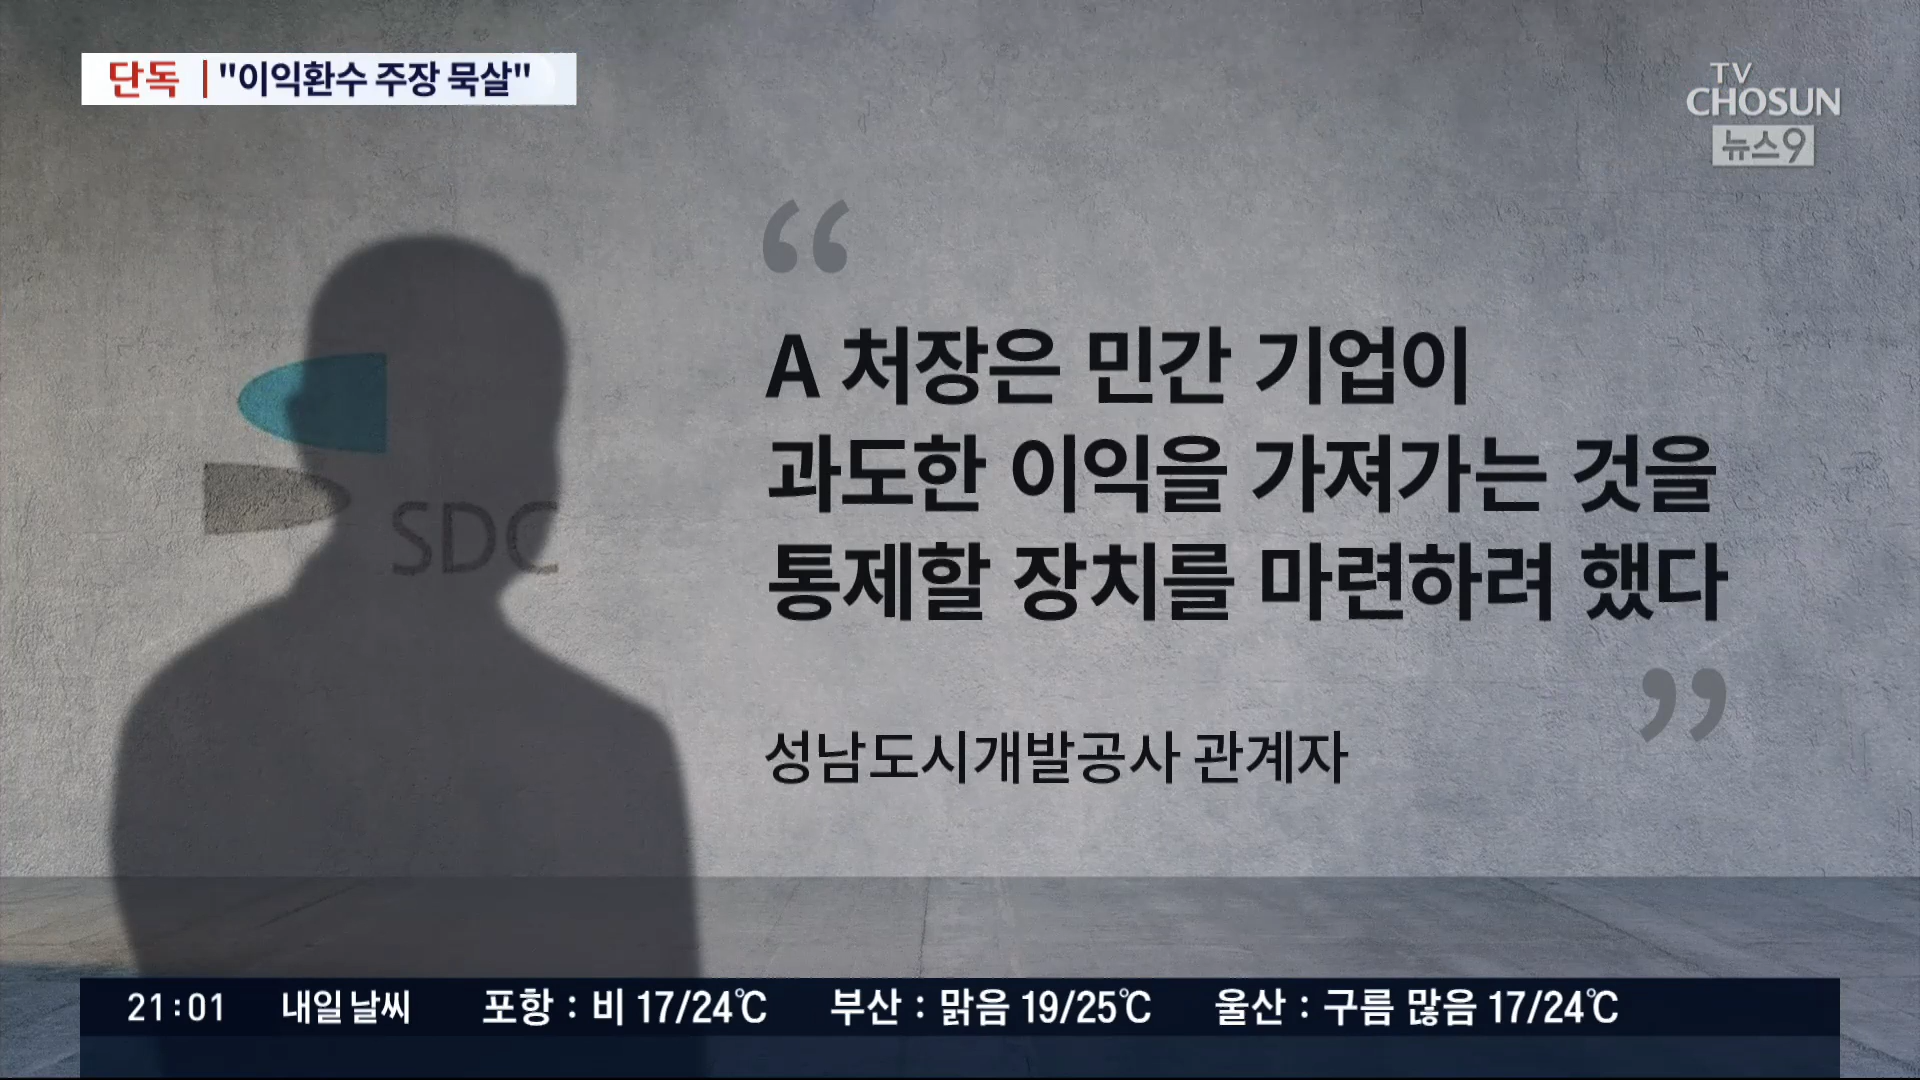 단독 | "이익환수 주장 묵살"
TV
CHOSUN
뉴스9
“
A 처장은 민간 기업이
과도한 이익을 가져가는 것을
통제할 장치를 마련하려 했다
”
성남도시개발공사 관계자
SDC
21:01 내일 날씨 포항 : 비 17/24℃ 부산 : 맑음 19/25℃ 울산 : 구름 많음 17/24℃